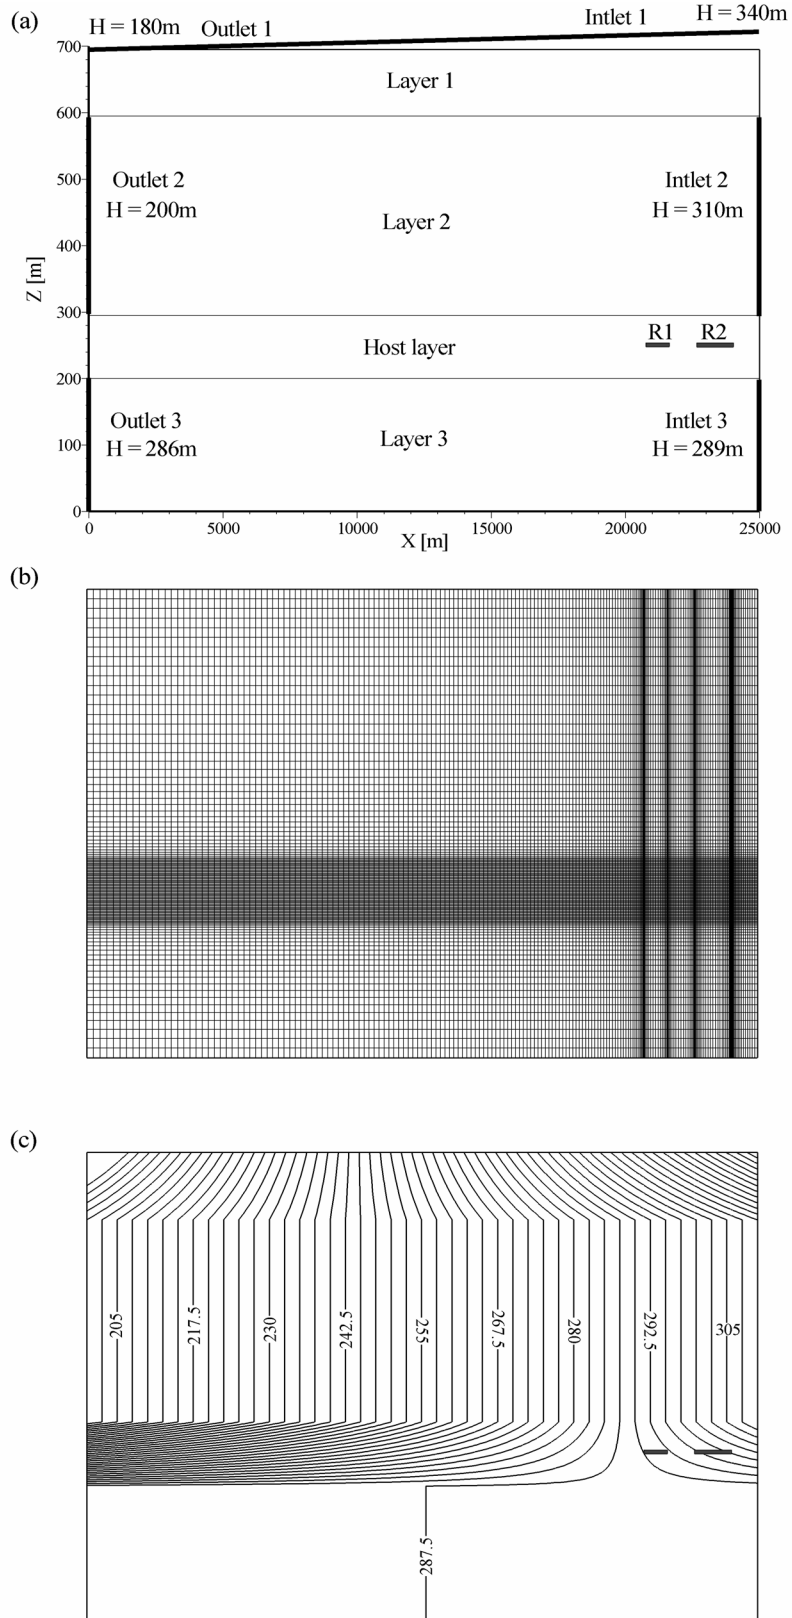 (a)
H = 180m Outlet 1 Intlet 1 H = 340m
700
Layer 1
600
500
Outlet 2 Intlet 2
H = 200m H = 310m
Layer 2
400
Z [m]
300
R1 R2
Host layer
200
Outlet 3 Intlet 3
Layer 3
H = 286m H = 289m
100
0
0 5000 10000 15000 20000 25000
X [m]
(b)
(c)
205 217.5 230 242.5 255 267.5 280 292.5 305
287.5